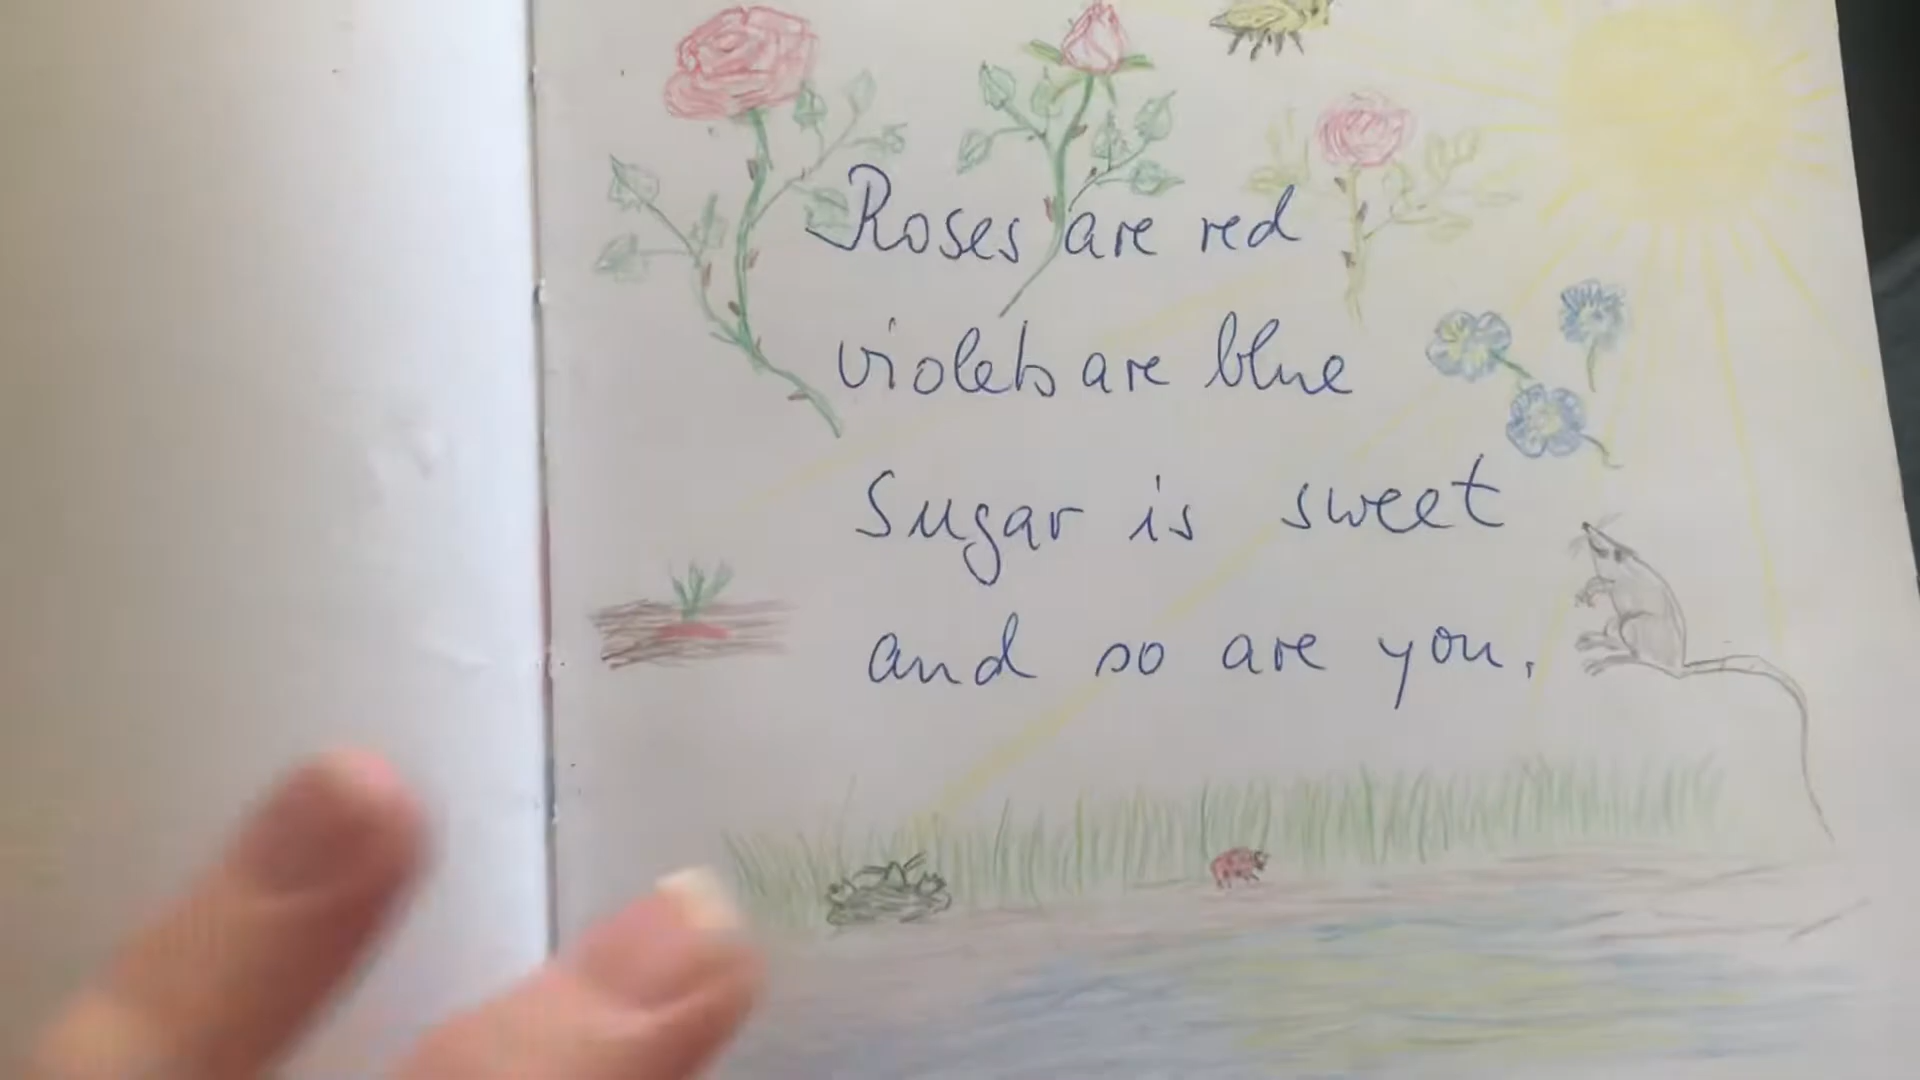 Roses are red
violets are blue
Sugar is sweet
and so are you.